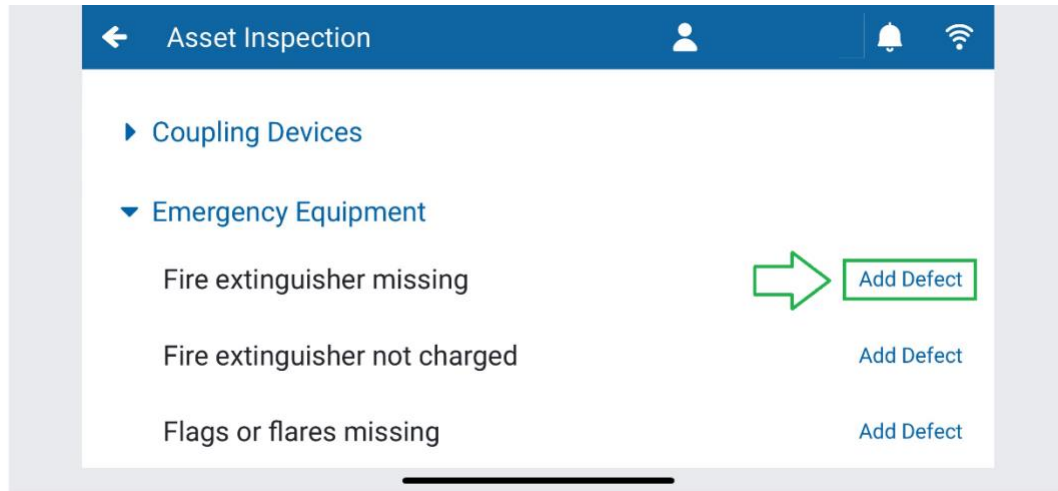 Asset Inspection
Coupling Devices
Emergency Equipment
Fire extinguisher missing Add Defect
Fire extinguisher not charged Add Defect
Flags or flares missing Add Defect